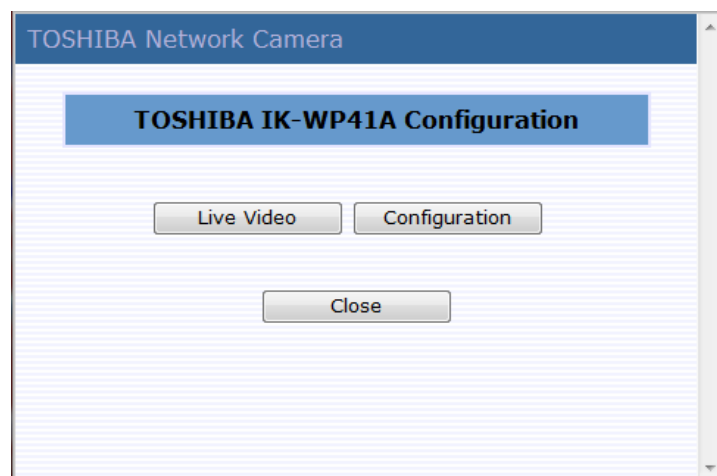 TOSHIBA Network Camera
TOSHIBA IK-WP41A Configuration
Live Video Configuration
Close